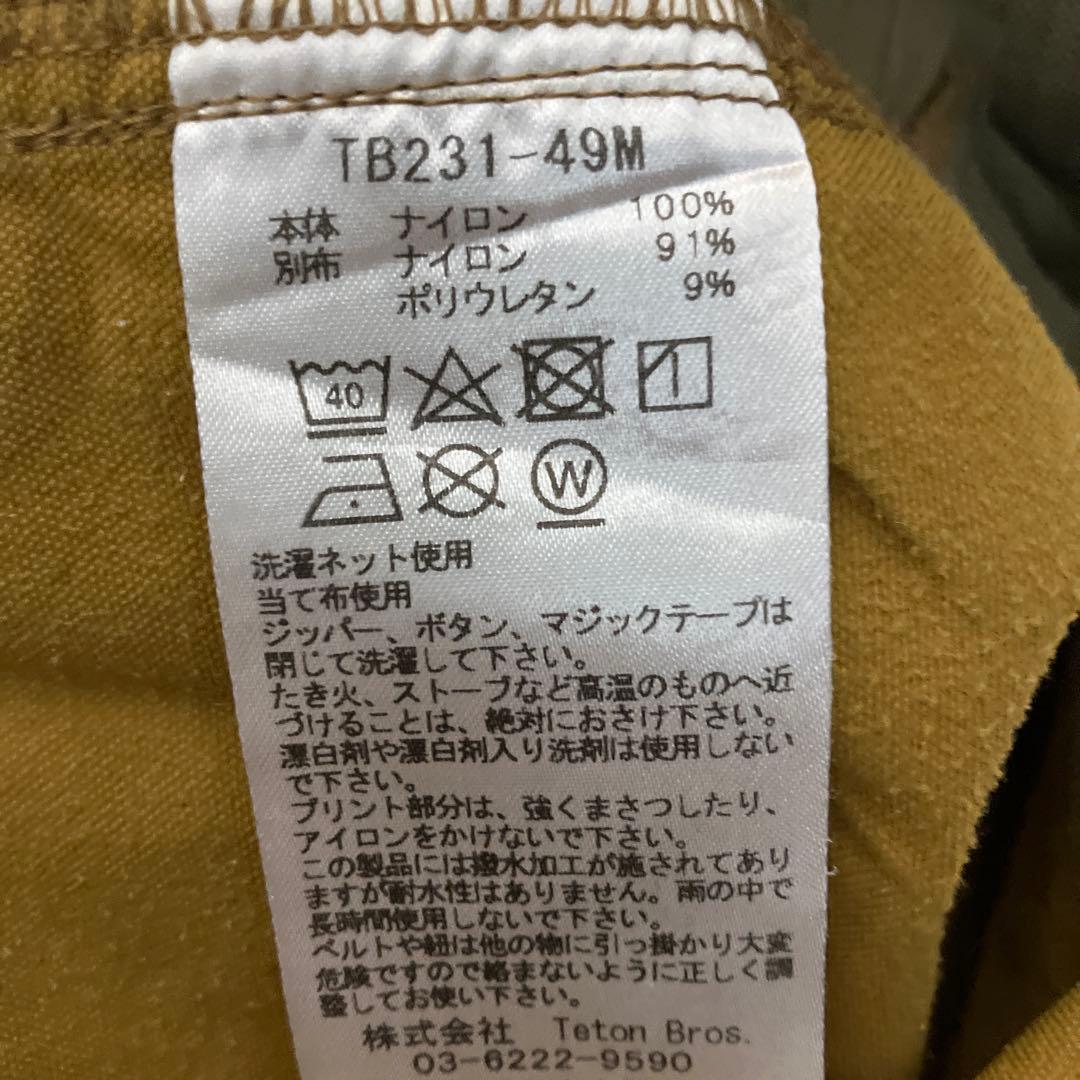 TB231-49M
本体 ナイロン 100%
別布 ナイロン 91%
ポリウレタン 9%
40
W
洗濯ネット使用
当て布使用
ジッパー、ボタン、マジックテープは
閉じて洗濯して下さい。
たき火、ストーブなど高温のものへ近
づけることは、絶対におさけ下さい。
漂白剤や漂白剤入り洗剤は使用しない
で下さい。
プリント部分は、強くまさつしたり、
アイロンをかけないで下さい。
この製品には撥水加工が施されてあり
ますが耐水性はありません。雨の中で
長時間使用しないで下さい。
ベルトや紐は他の物に引っ掛かり大変
危険ですので絡まないように正しく調
整してお使い下さい。
株式会社 Teton Bros.
03-6222-9590